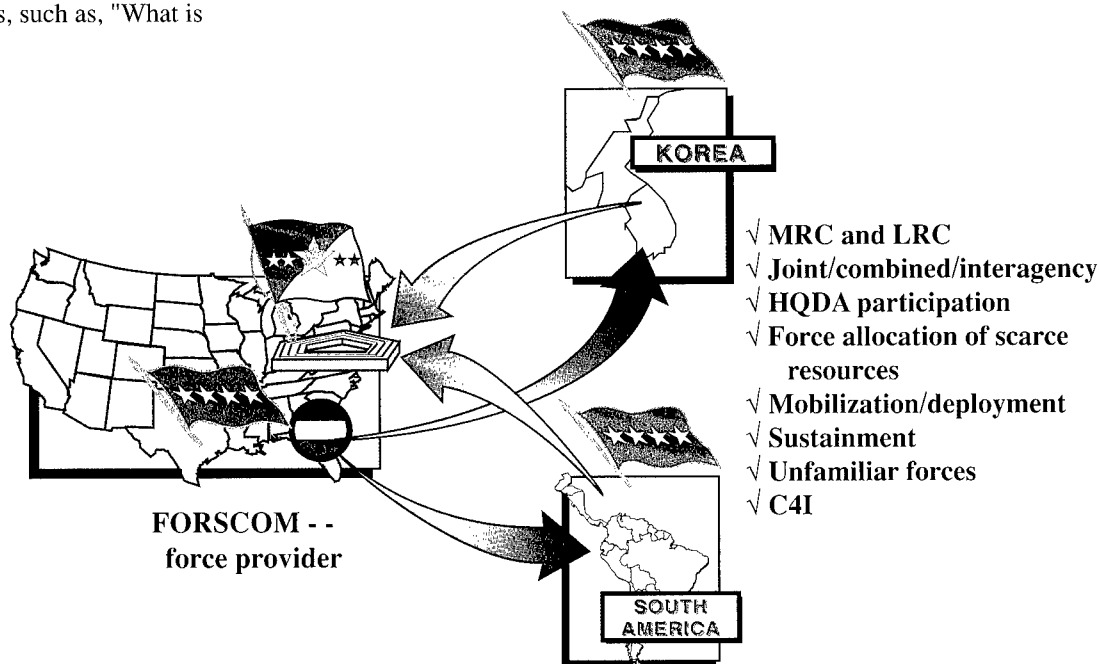 s, such as, "What is
KOREA
√ MRC and LRC
√ Joint/combined/interagency
√ HQDA participation
√ Force allocation of scarce
resources
√ Mobilization/deployment
√ Sustainment
√ Unfamiliar forces
√ C4I
FORSCOM - -
force provider
SOUTH
AMERICA